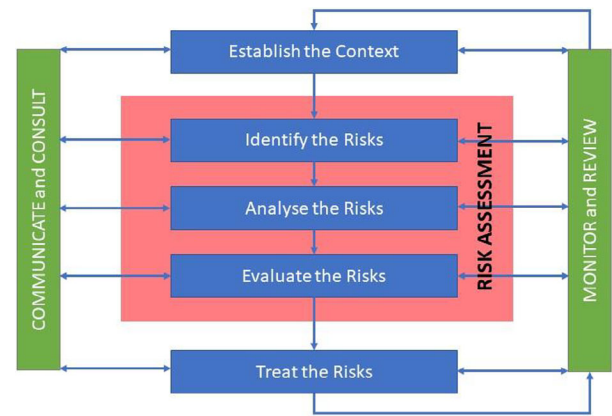 Establish the Context
COMMUNICATE and CONSULT
Identify the Risks
Analyse the Risks
Evaluate the Risks
RISK ASSESSMENT
MONITOR and REVIEW
Treat the Risks